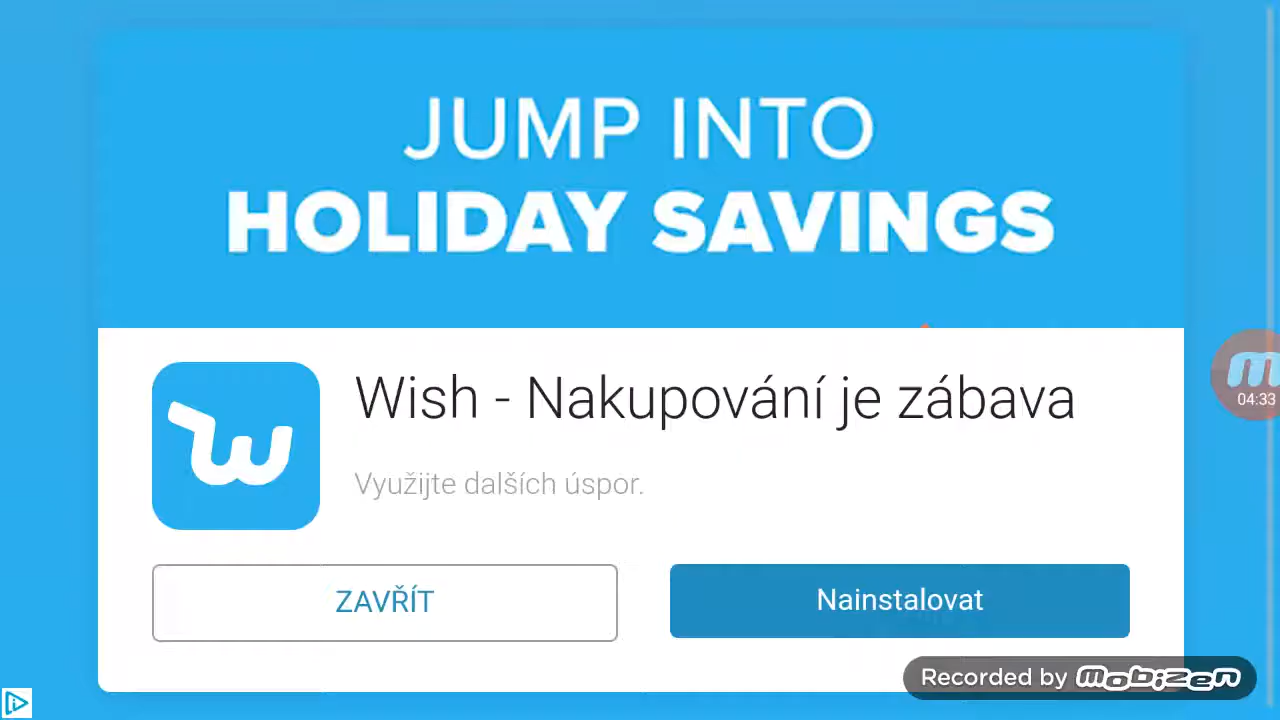 JUMP INTO
HOLIDAY SAVINGS
Wish - Nakupování je zábava
Využijte dalších úspor.
04:33
ZAVŘÍT
Nainstalovat
Recorded by mobizen